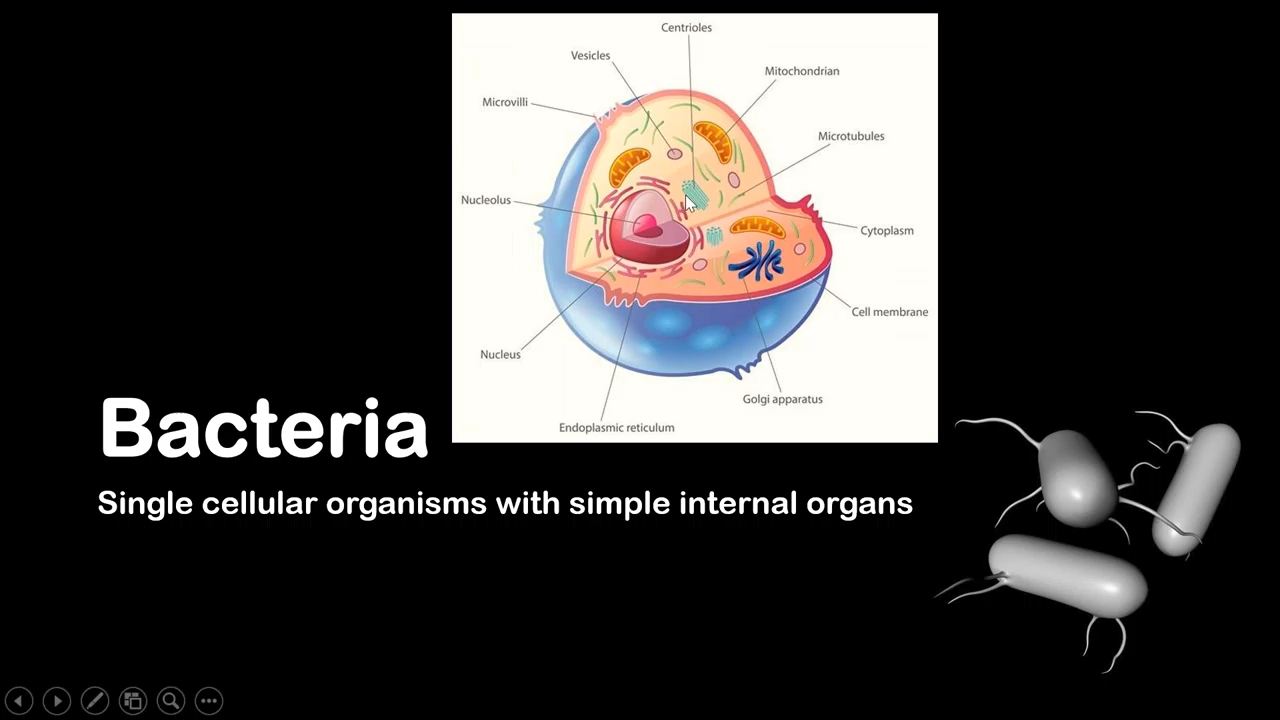 Centrioles
Vesicles
Mitochondrian
Microvilli
Microtubules
Nucleolus
Cytoplasm
Cell membrane
Nucleus
Golgi apparatus
Endoplasmic reticulum
Bacteria
Single cellular organisms with simple internal organs